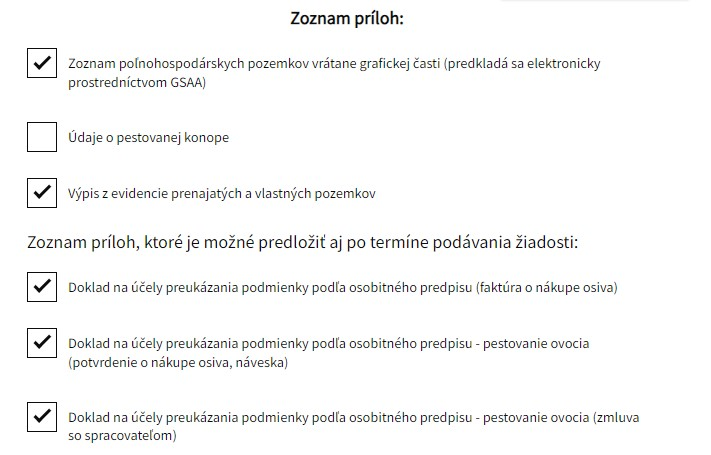 Zoznam príloh:
Zoznam poľnohospodárskych pozemkov vrátane grafickej časti (predkladá sa elektronicky
prostredníctvom GSAA)
Údaje o pestovanej konope
Výpis z evidencie prenajatých a vlastných pozemkov
Zoznam príloh, ktoré je možné predložiť aj po termíne podávania žiadosti:
Doklad na účely preukázania podmienky podľa osobitného predpisu (faktúra o nákupe osiva)
Doklad na účely preukázania podmienky podľa osobitného predpisu - pestovanie ovocia
(potvrdenie o nákupe osiva, náveska)
Doklad na účely preukázania podmienky podľa osobitného predpisu - pestovanie ovocia (zmluva
so spracovateľom)